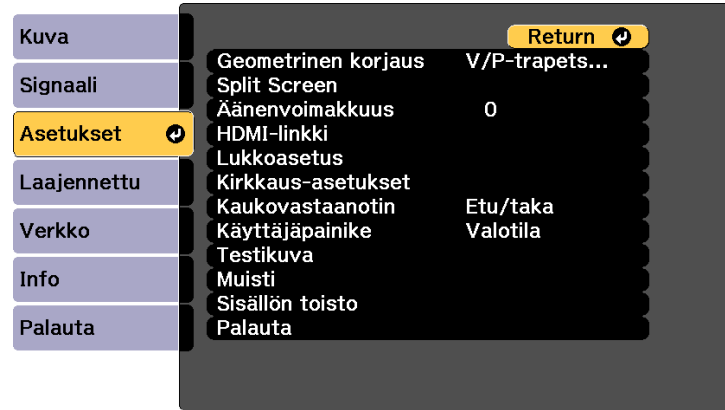 Kuva
Signaali
Asetukset
Laajennettu
Verkko
Info
Palauta
Return
Geometrinen korjaus V/P-trapets...
Split Screen
Äänenvoimakkuus 0
HDMI-linkki
Lukkoasetus
Kirkkaus-asetukset
Kaukovastaanotin Etu/taka
Käyttäjäpainike Valotila
Testikuva
Muisti
Sisällön toisto
Palauta